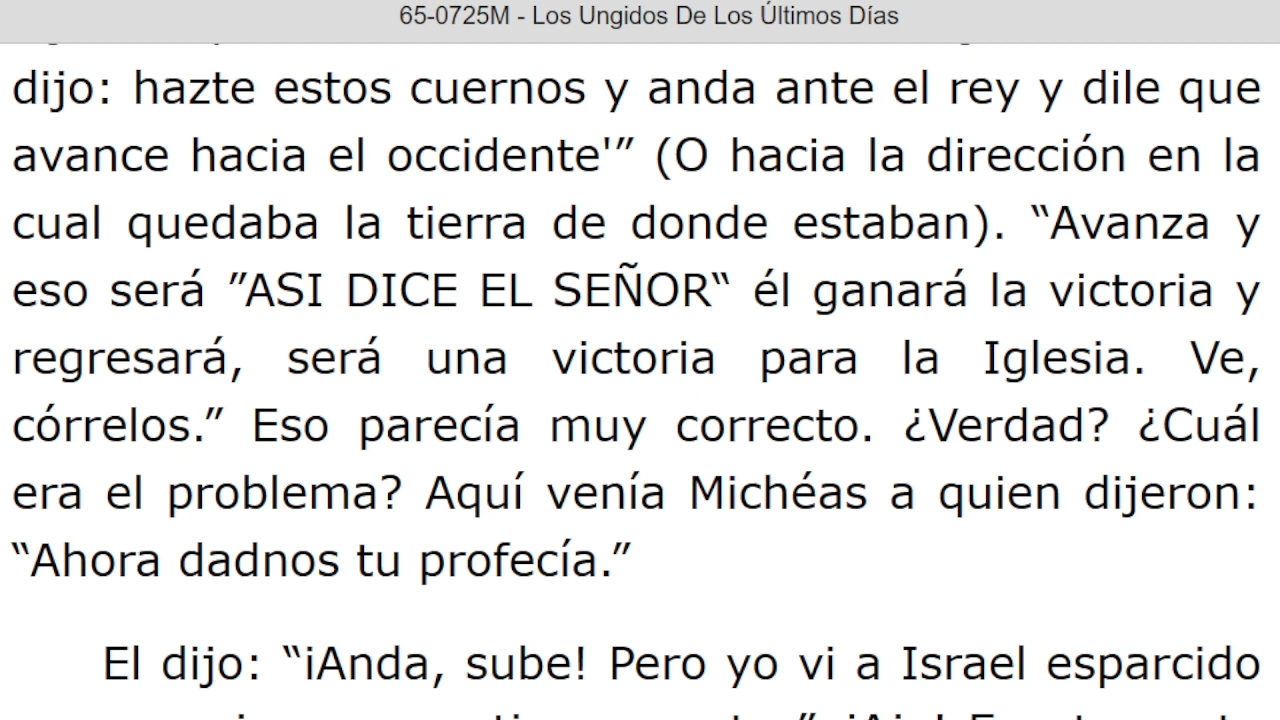 65-0725M - Los Ungidos De Los Últimos Días
dijo: hazte estos cuernos y anda ante el rey y dile que
avance hacia el occidente'” (O hacia la dirección en la
cual quedaba la tierra de donde estaban). “Avanza y
eso será ”ASI DICE EL SEÑOR“ él ganará la victoria y
regresará, será una victoria para la Iglesia. Ve,
córrelos.” Eso parecía muy correcto. ¿Verdad? ¿Cuál
era el problema? Aquí venía Michéas a quien dijeron:
“Ahora dadnos tu profecía.”
El dijo: “¡Anda, sube! Pero yo vi a Israel esparcido